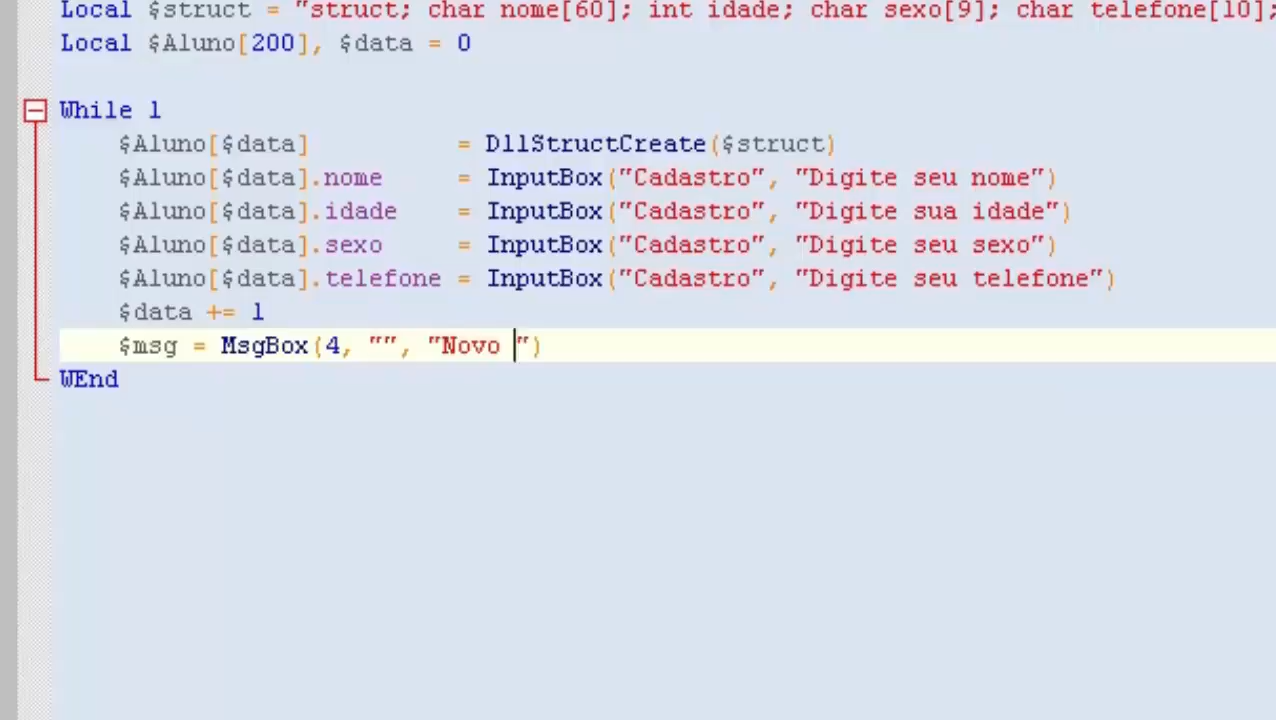 Local $struct = "struct; char nome[60]; int idade; char sexo[9]; char telefone[10];
Local $Aluno[200], $data = 0
While 1
$Aluno[$data] = DllStructCreate($struct)
$Aluno[$data].nome = InputBox("Cadastro", "Digite seu nome")
$Aluno[$data].idade = InputBox("Cadastro", "Digite sua idade")
$Aluno[$data].sexo = InputBox("Cadastro", "Digite seu sexo")
$Aluno[$data].telefone = InputBox("Cadastro", "Digite seu telefone")
$data += 1
$msg = MsgBox(4, "", "Novo ")
WEnd